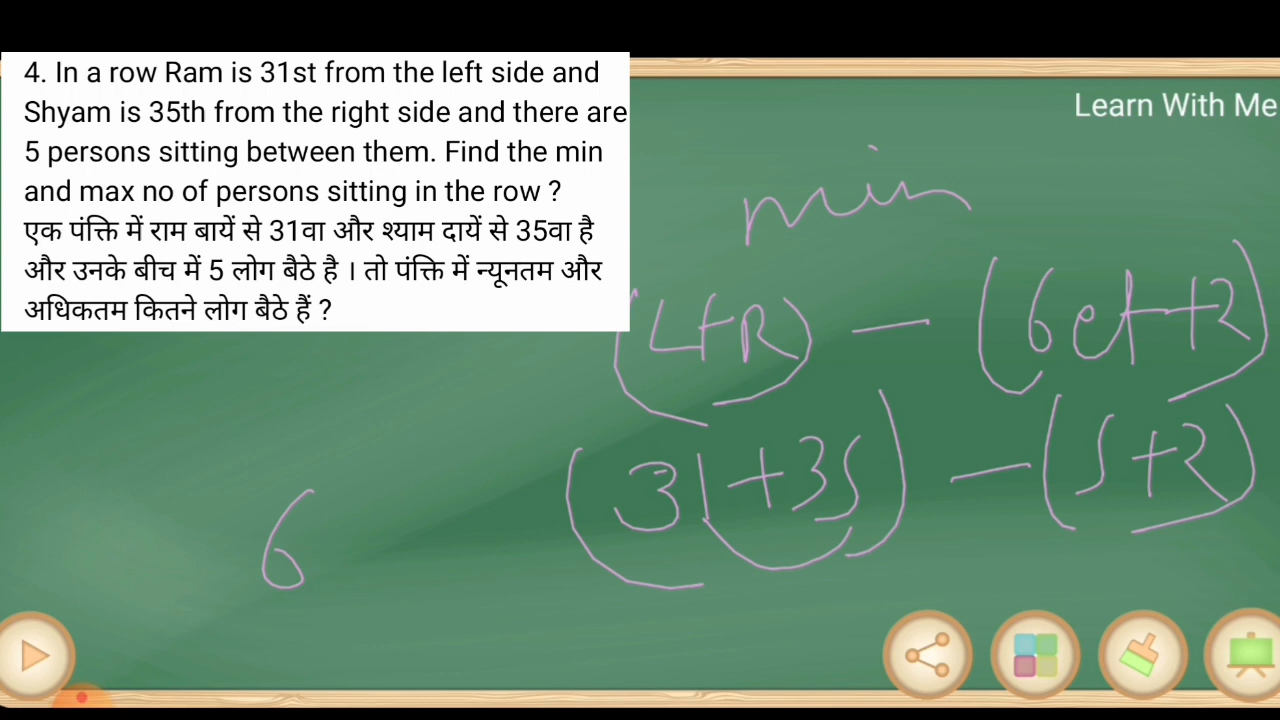 4. In a row Ram is 31st from the left side and
Shyam is 35th from the right side and there are
5 persons sitting between them. Find the min
and max no of persons sitting in the row ?
एक पंक्ति में राम बायें से 31वा और श्याम दायें से 35वा है
और उनके बीच में 5 लोग बैठे है । तो पंक्ति में न्यूनतम और
अधिकतम कितने लोग बैठे हैं ?
Learn With Me
min
(L+R) - (Bet+2)
(31+35) - (5+2)
6